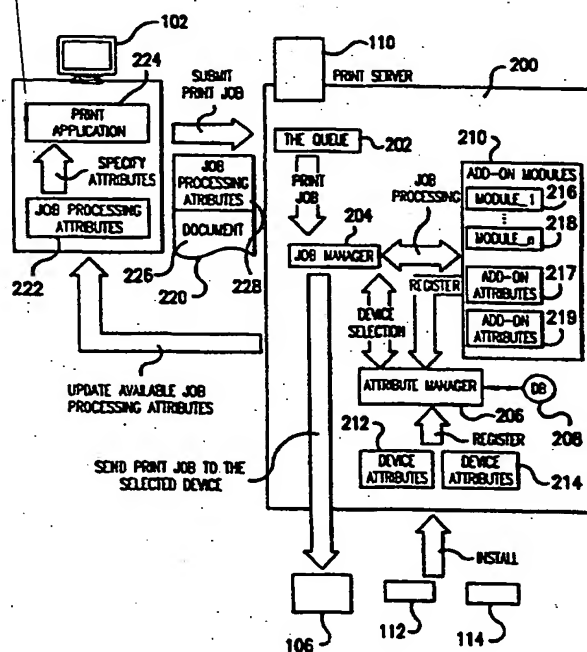 102
224
PRINT
APPLICATION
SPECIFY
ATTRIBUTES
JOB PROCESSING
ATTRIBUTES
222
SUBMIT
PRINT JOB
JOB
PROCESSING
ATRIBUTES
DOCUMENT
226
220
228
UPDATE AVAILABLE JOB
PROCESSING ATTRIBUTES
SEND PRINT JOB TO THE
SELECTED DEVICE
110
PRINT SERVER
200
THE QUEUE
202
PRINT
JOB
204
JOB MANAGER
JOB
PROCESSING
210
ADD-ON MODULES
MODULE_1
216
MODULE_n
218
ADD-ON
ATTRIBUTES
217
ADD-ON
ATTRIBUTES
219
DEVICE
SELECTION
REGISTER
ATTRIBUTE MANAGER
206
DB
208
REGISTER
212
DEVICE
ATTRIBUTES
DEVICE
ATTRIBUTES
214
INSTALL
106
112
114